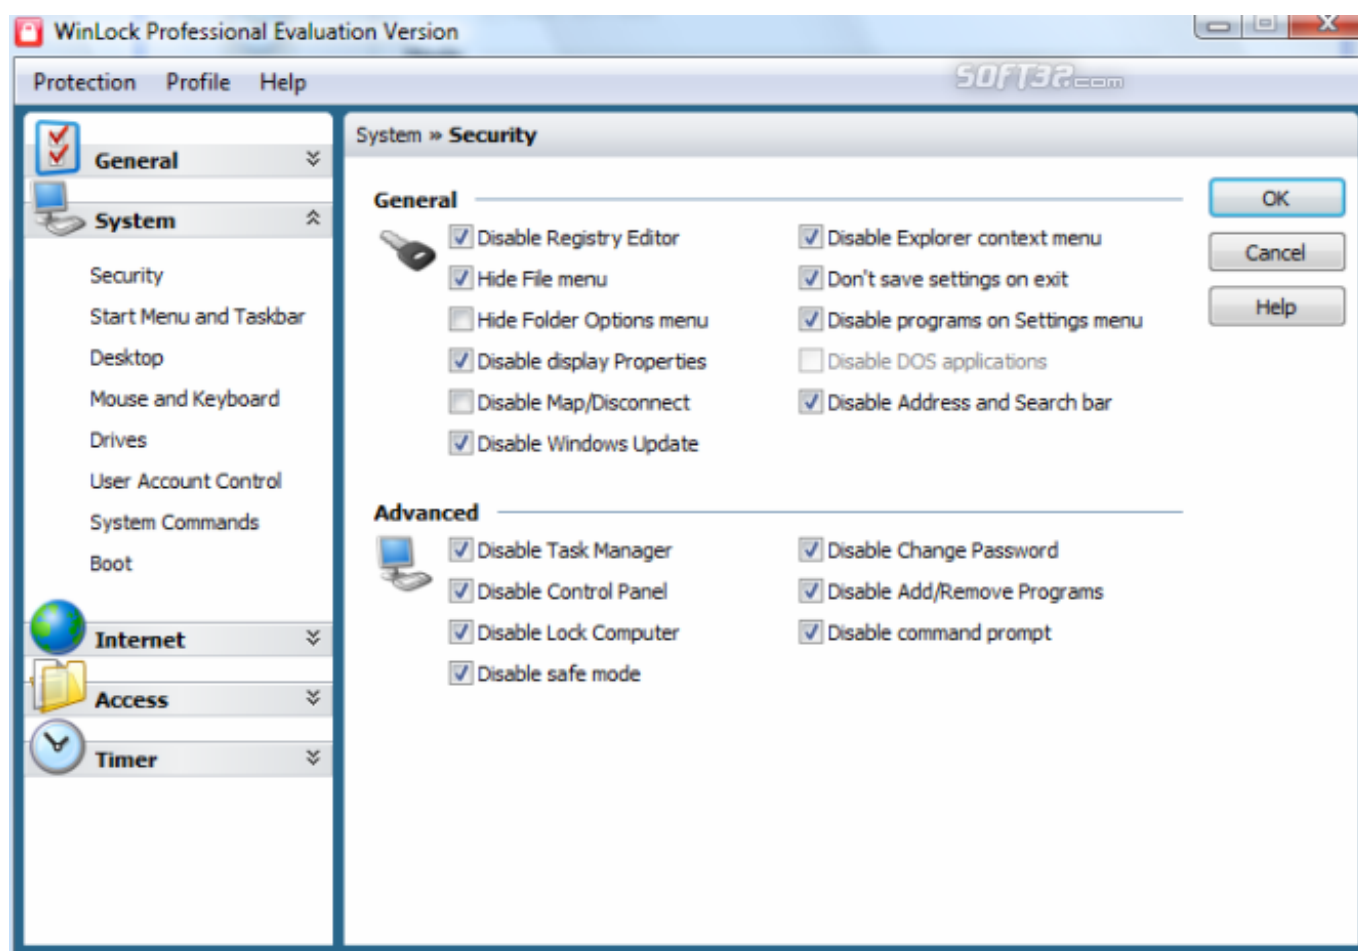 WinLock Professional Evaluation Version
Protection Profile Help
SOFT32.com
General
System
Security
Start Menu and Taskbar
Desktop
Mouse and Keyboard
Drives
User Account Control
System Commands
Boot
Internet
Access
Timer
System » Security
General
Disable Registry Editor
Hide File menu
Hide Folder Options menu
Disable display Properties
Disable Map/Disconnect
Disable Windows Update
Disable Explorer context menu
Don't save settings on exit
Disable programs on Settings menu
Disable DOS applications
Disable Address and Search bar
Advanced
Disable Task Manager
Disable Control Panel
Disable Lock Computer
Disable safe mode
Disable Change Password
Disable Add/Remove Programs
Disable command prompt
OK
Cancel
Help